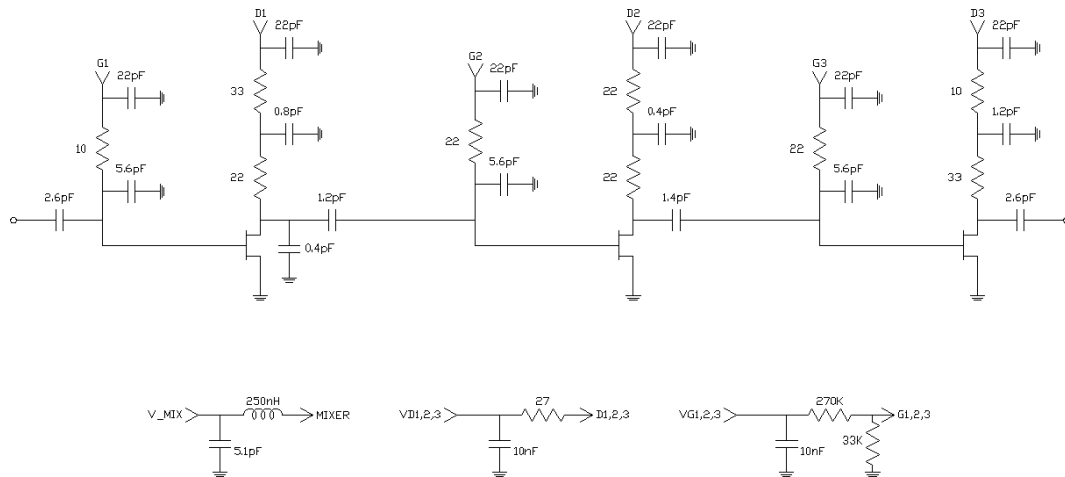 D1
22pF
D2
22pF
D3
22pF
G1
22pF
G2
22pF
G3
22pF
33
0.8pF
22
0.4pF
10
1.2pF
10
5.6pF
22
5.6pF
22
5.6pF
22
22
33
2.6pF
1.2pF
1.4pF
2.6pF
0.4pF
250nH
V_MIX
MIXER
5.1pF
27
VD1,2,3
D1,2,3
10nF
270K
VG1,2,3
G1,2,3
10nF
33K